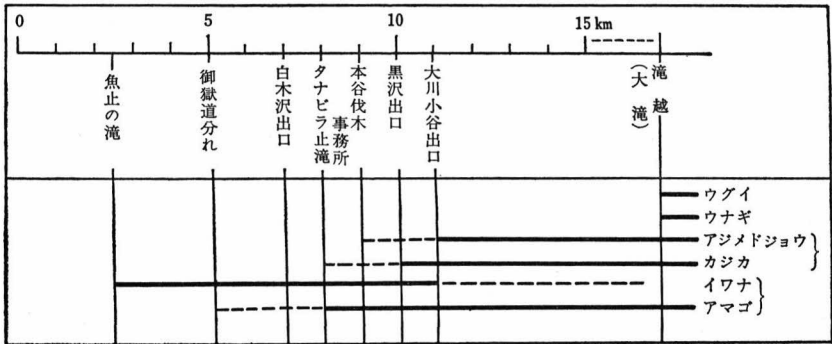 0
5
10
15 km
魚止の滝
御獄道分れ
白木沢出口
タナビラ止滝
本谷伐木
事務所
黒沢出口
大川小谷出口
滝越
(大滝)
ウグイ
ウナギ
アジメドジョウ
カジカ
イワナ
アマゴ